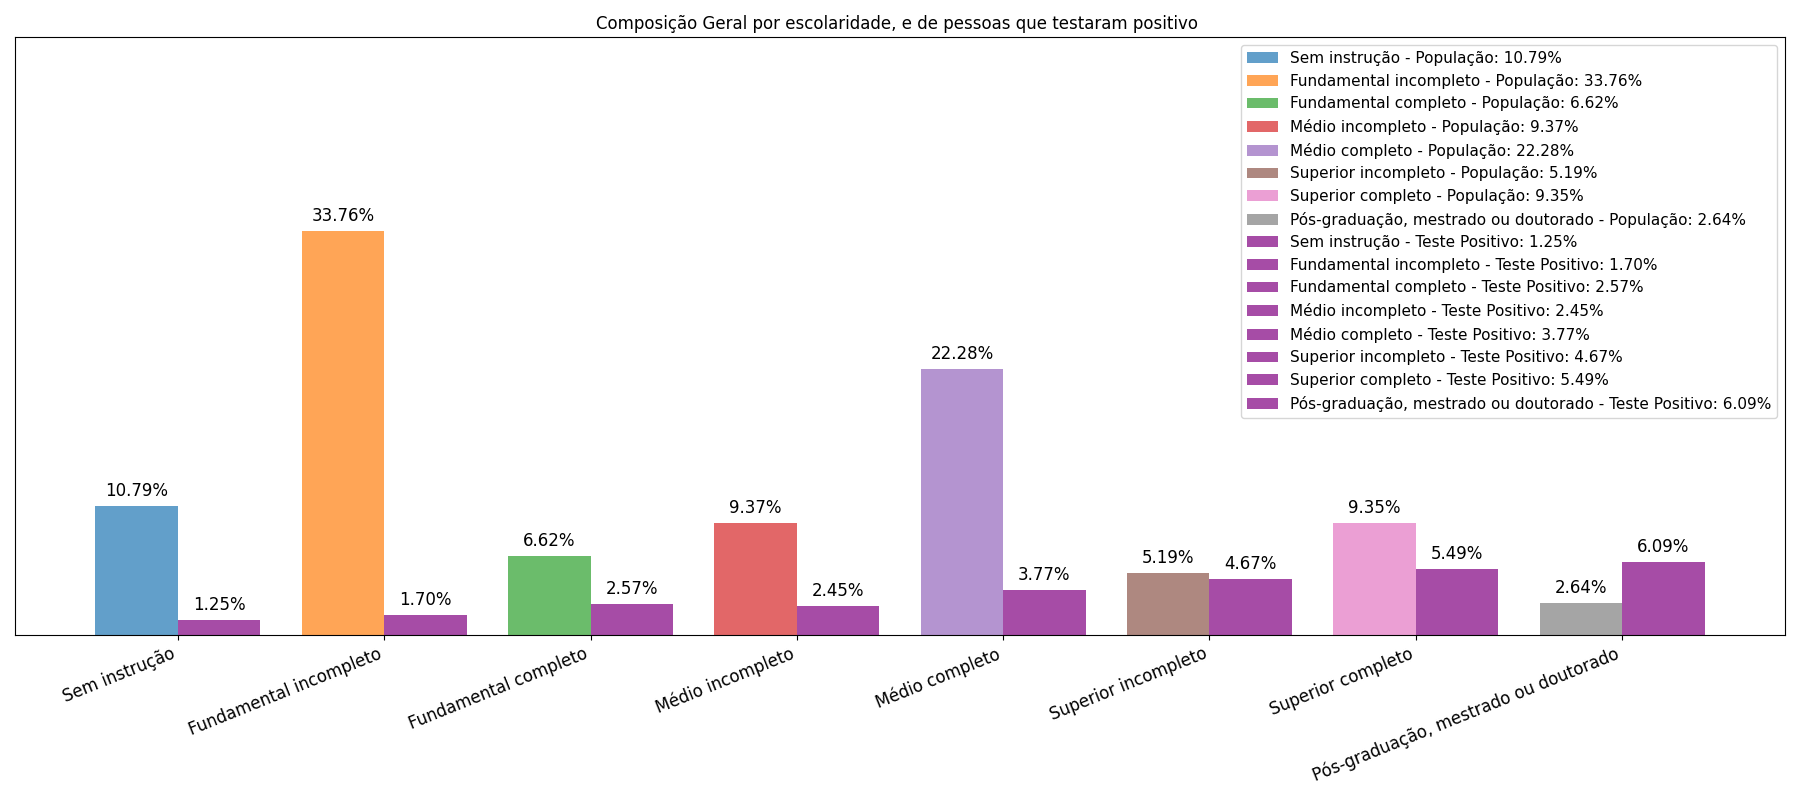 Composição Geral por escolaridade, e de pessoas que testaram positivo
Sem instrução - População: 10.79%
Fundamental incompleto - População: 33.76%
Fundamental completo - População: 6.62%
Médio incompleto - População: 9.37%
Médio completo - População: 22.28%
Superior incompleto - População: 5.19%
Superior completo - População: 9.35%
Pós-graduação, mestrado ou doutorado - População: 2.64%
Sem instrução - Teste Positivo: 1.25%
Fundamental incompleto - Teste Positivo: 1.70%
Fundamental completo - Teste Positivo: 2.57%
Médio incompleto - Teste Positivo: 2.45%
Médio completo - Teste Positivo: 3.77%
Superior incompleto - Teste Positivo: 4.67%
Superior completo - Teste Positivo: 5.49%
Pós-graduação, mestrado ou doutorado - Teste Positivo: 6.09%
10.79%
1.25%
33.76%
1.70%
6.62%
2.57%
9.37%
2.45%
22.28%
3.77%
5.19%
4.67%
9.35%
5.49%
2.64%
6.09%
Sem instrução
Fundamental incompleto
Fundamental completo
Médio incompleto
Médio completo
Superior incompleto
Superior completo
Pós-graduação, mestrado ou doutorado